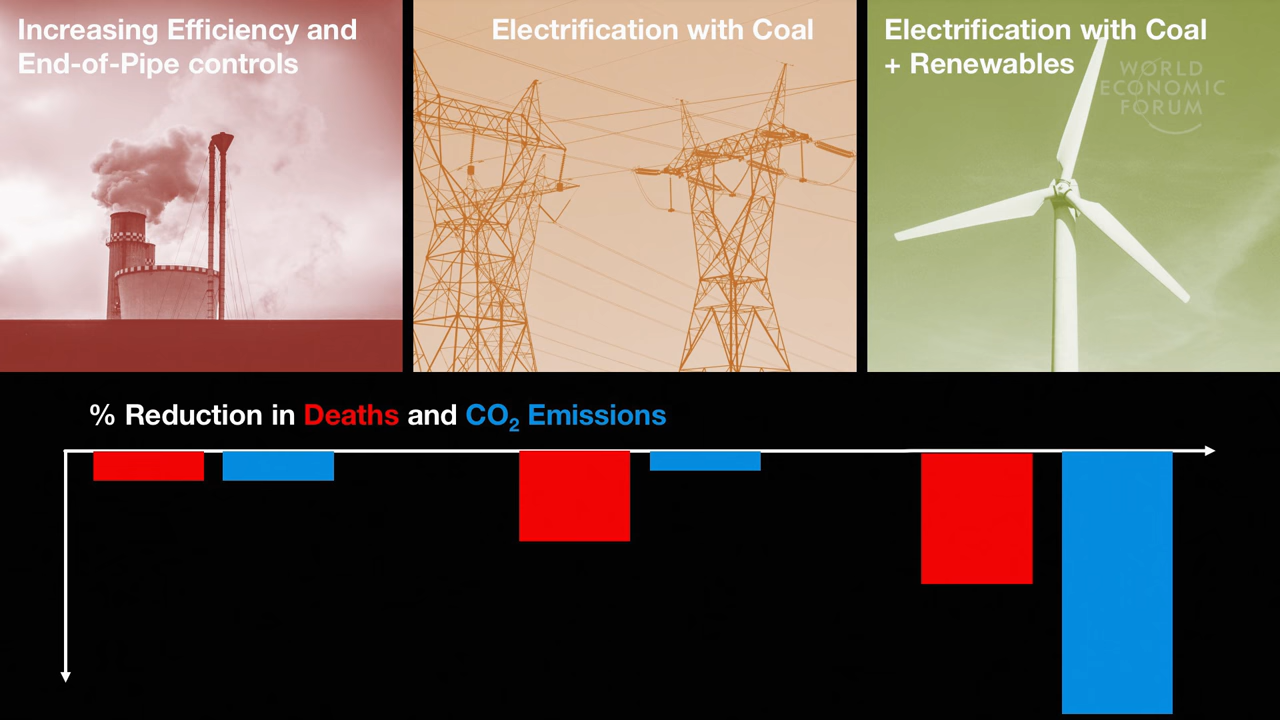 Increasing Efficiency and
End-of-Pipe controls
Electrification with Coal
Electrification with Coal
+ Renewables
WORLD
ECONOMIC
FORUM
% Reduction in Deaths and CO₂ Emissions